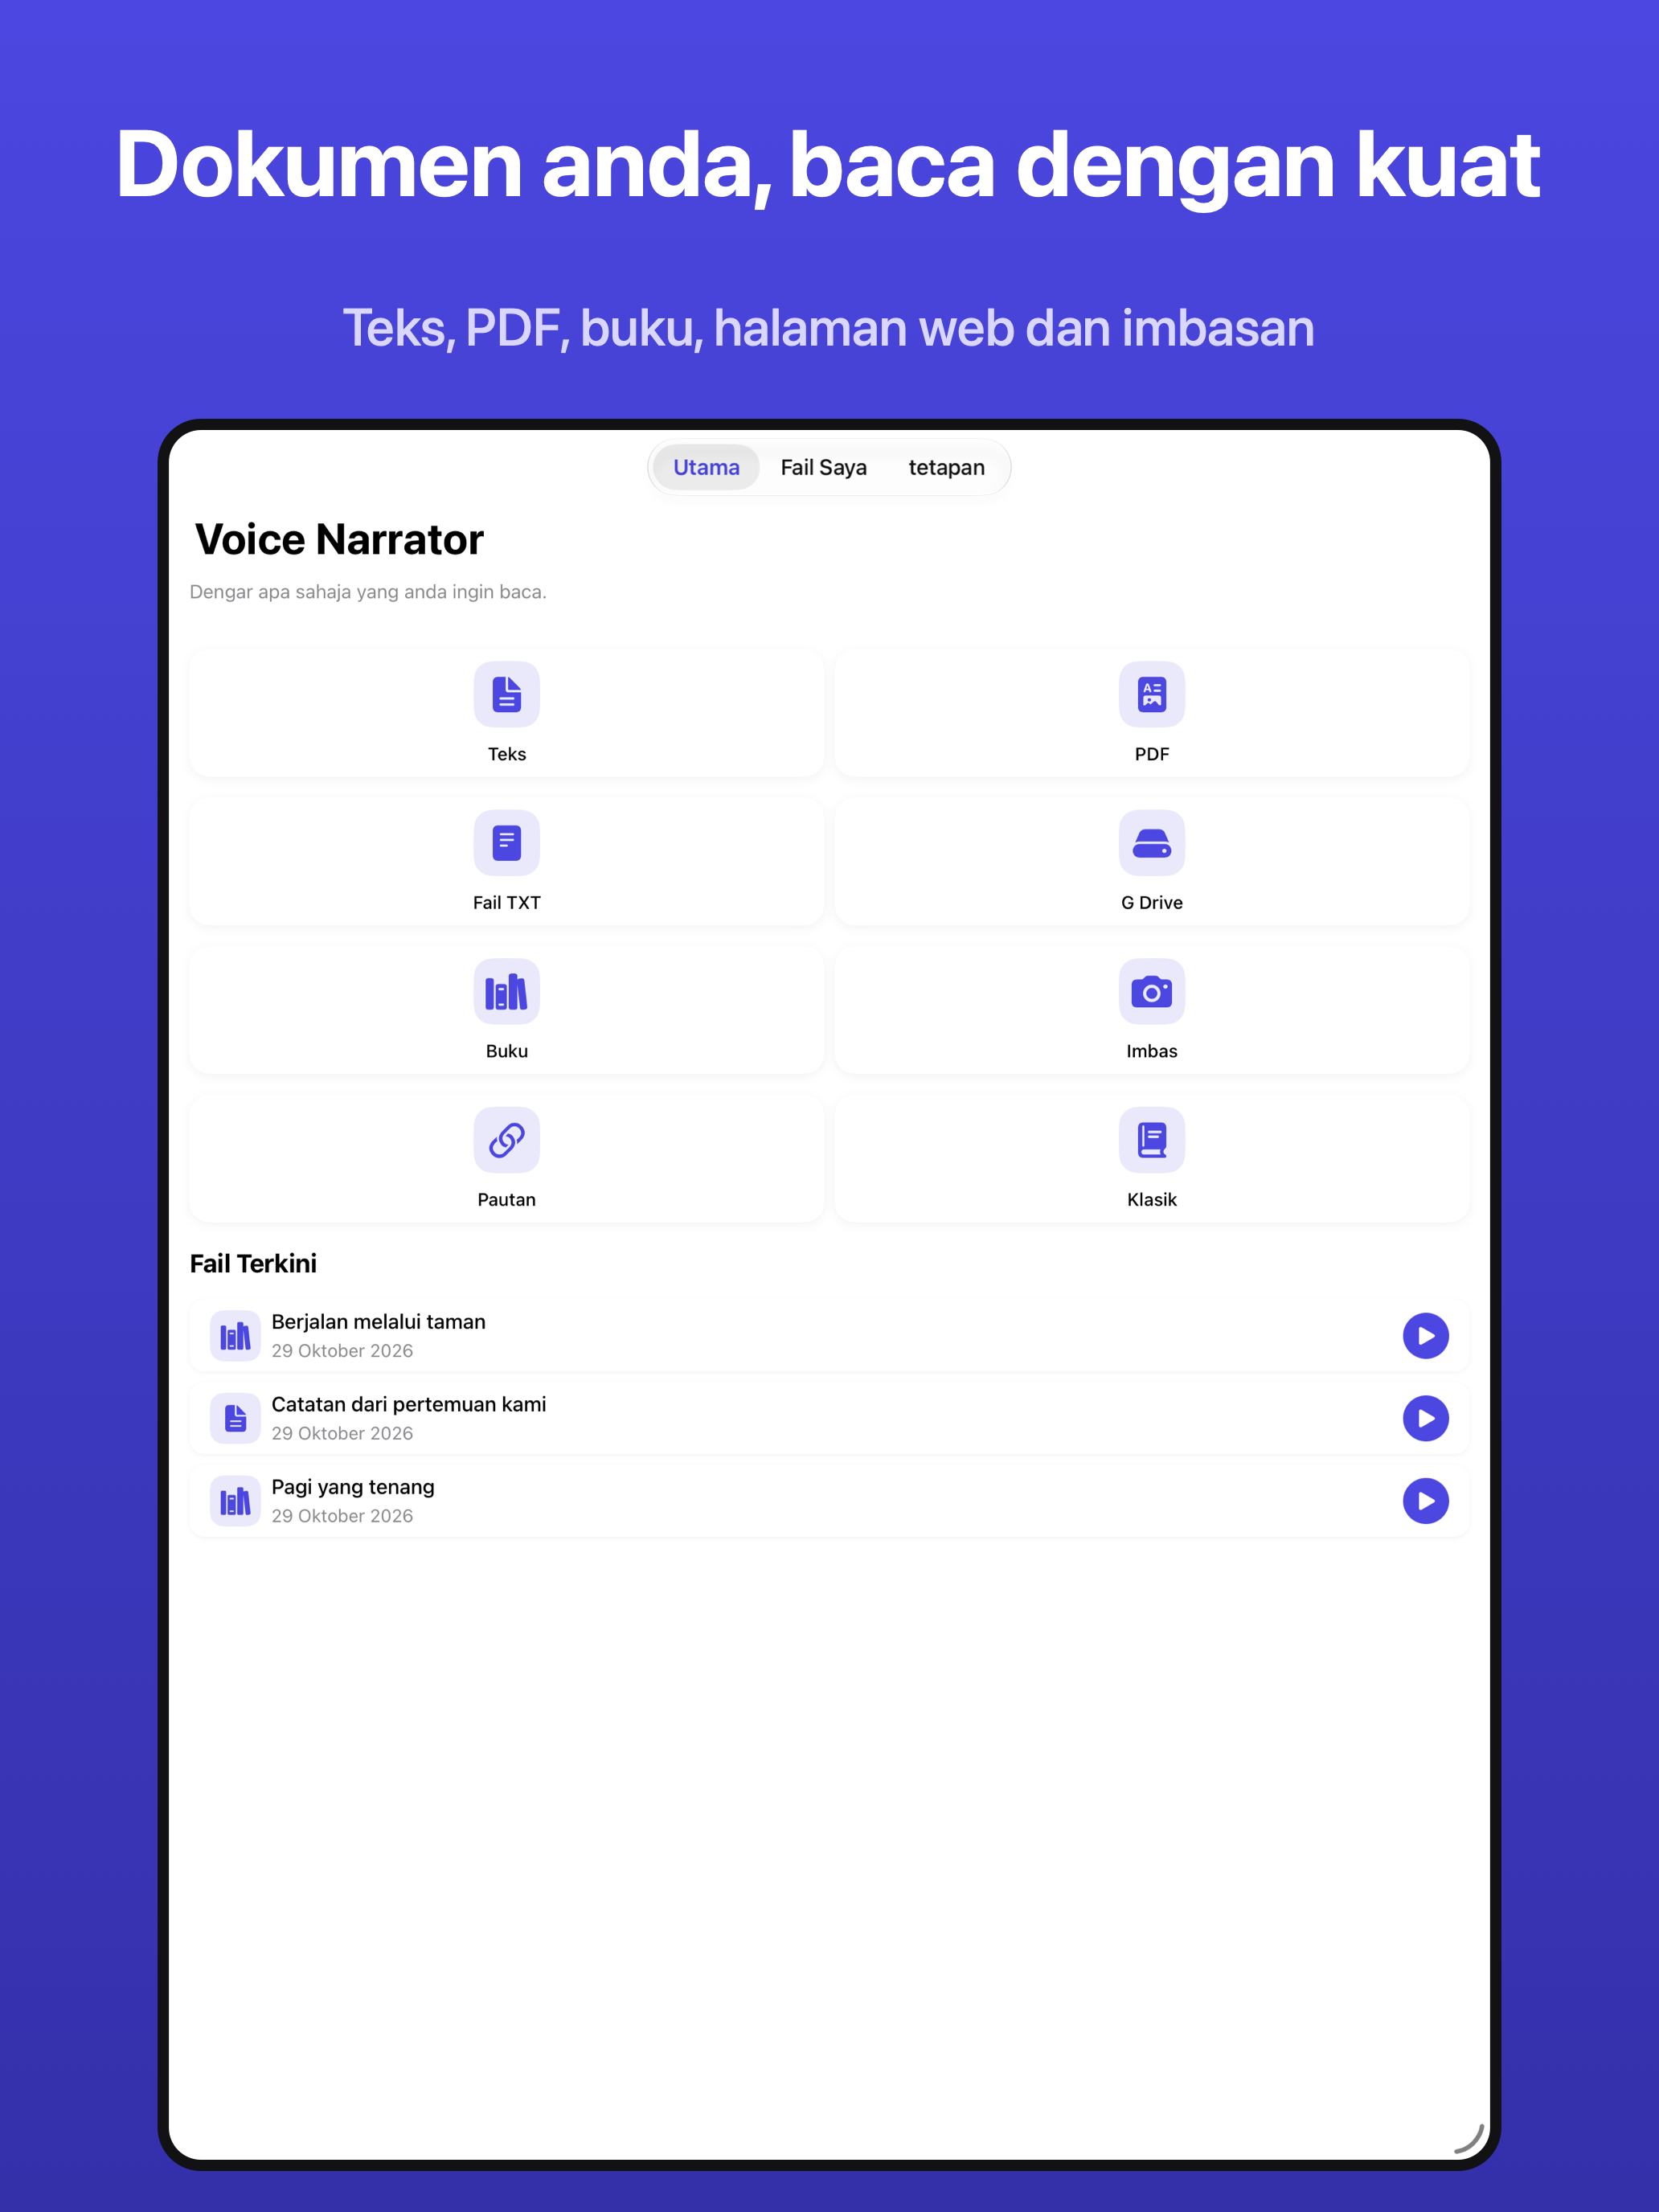 Dokumen anda, baca dengan kuat
Teks, PDF, buku, halaman web dan imbasan
Utama Fail Saya tetapan
Voice Narrator
Dengar apa sahaja yang anda ingin baca.
Teks
PDF
Fail TXT
G Drive
Buku
Imbas
Pautan
Klasik
Fail Terkini
Berjalan melalui taman
29 Oktober 2026
Catatan dari pertemuan kami
29 Oktober 2026
Pagi yang tenang
29 Oktober 2026